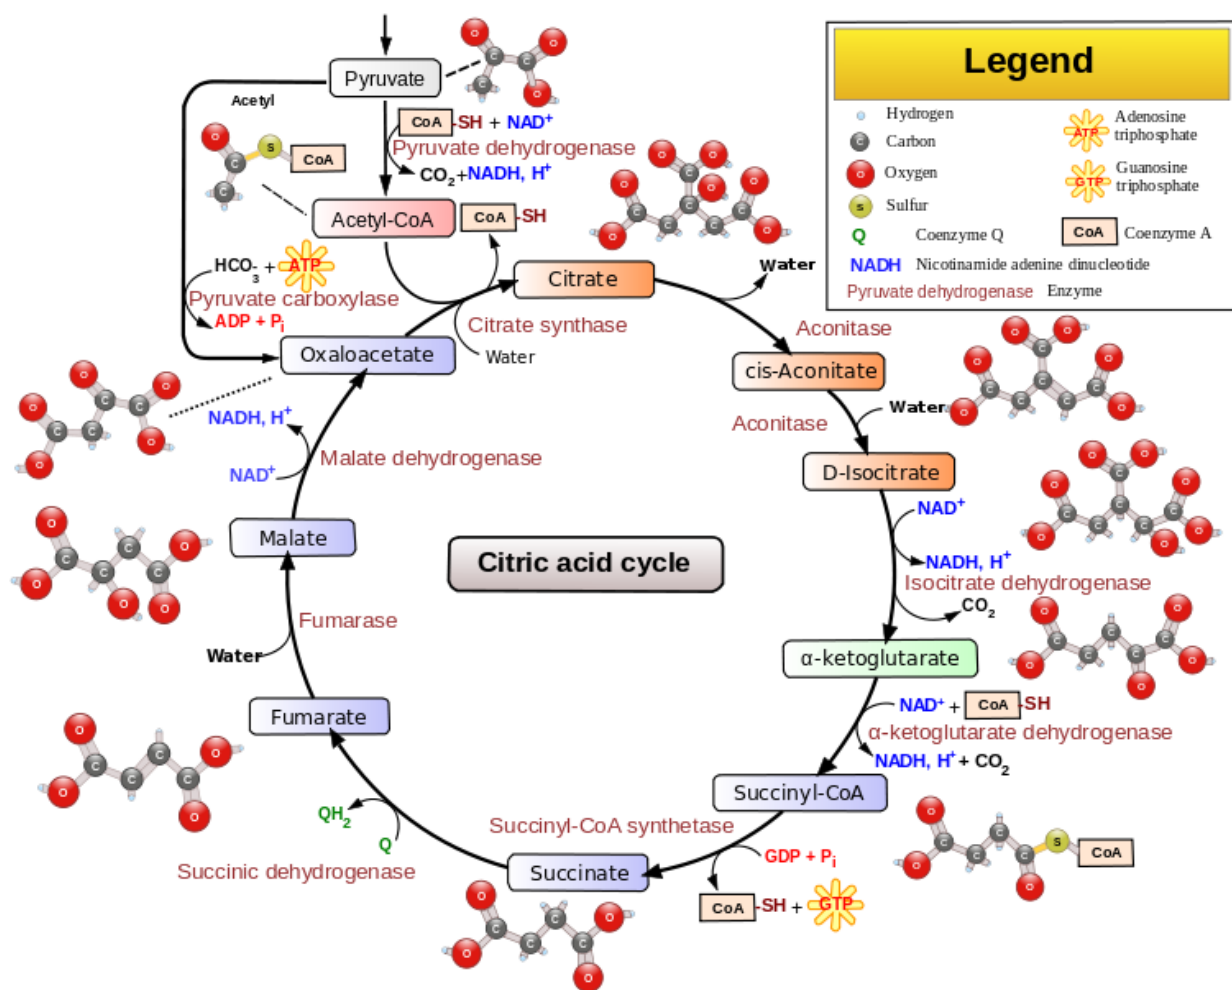 Pyruvate
Acetyl
CoA -SH + NAD⁺
Pyruvate dehydrogenase
CO₂ + NADH, H⁺
S CoA
Acetyl-CoA
CoA -SH
HCO₃⁻ + ATP
Pyruvate carboxylase
ADP + Pᵢ
Citrate
Water
Citrate synthase
Water
Oxaloacetate
Aconitase
cis-Aconitate
Water
Aconitase
D-Isocitrate
NAD⁺
NADH, H⁺
Isocitrate dehydrogenase
CO₂
α-ketoglutarate
NAD⁺ + CoA -SH
α-ketoglutarate dehydrogenase
NADH, H⁺ + CO₂
Succinyl-CoA
S CoA
Succinyl-CoA synthetase
GDP + Pᵢ
CoA -SH + GTP
Succinate
QH₂
Q
Succinic dehydrogenase
Fumarate
Water
Fumarase
Malate
NADH, H⁺
NAD⁺
Malate dehydrogenase
Citric acid cycle
Legend
Hydrogen
C Carbon
O Oxygen
S Sulfur
Q Coenzyme Q
NADH Nicotinamide adenine dinucleotide
Pyruvate dehydrogenase Enzyme
ATP Adenosine
triphosphate
GTP Guanosine
triphosphate
CoA Coenzyme A